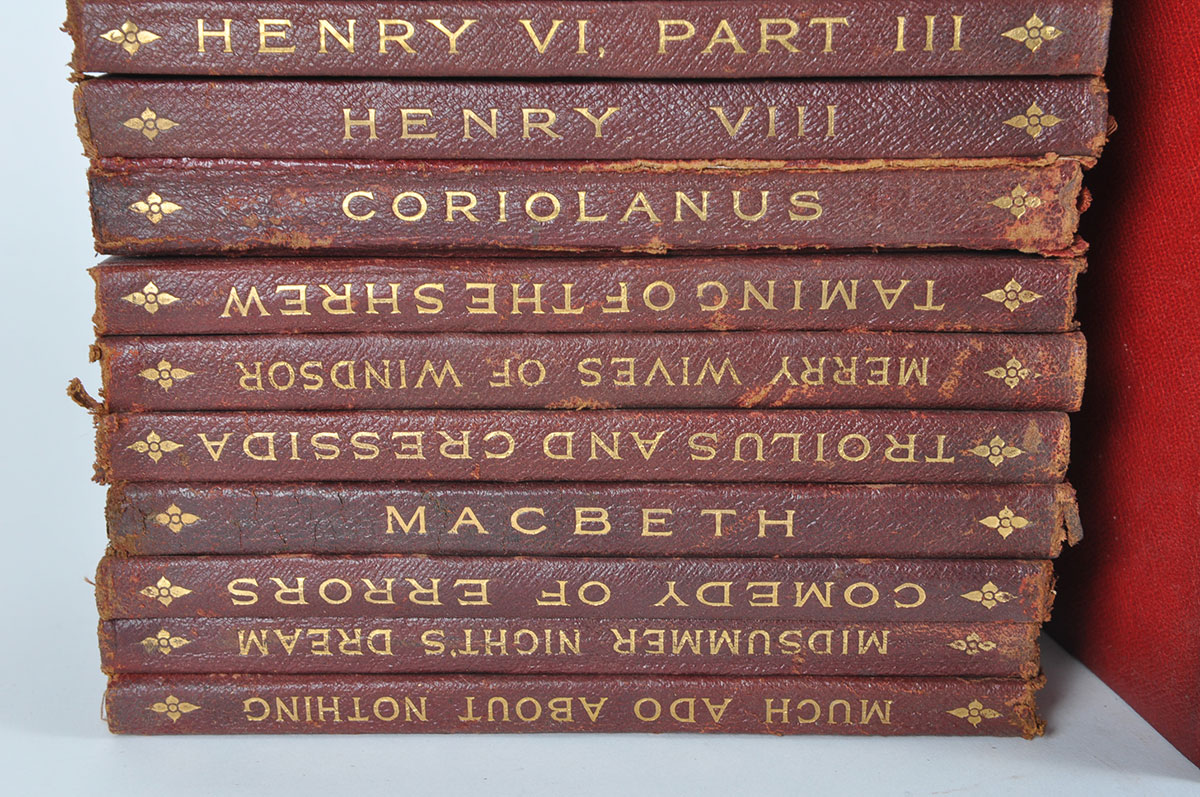 HENRY VI, PART III
HENRY VIII
CORIOLANUS
TAMING OF THE SHREW
MERRY WIVES OF WINDSOR
TROILUS AND CRESSIDA
MACBETH
COMEDY OF ERRORS
MIDSUMMER NIGHT'S DREAM
MUCH ADO ABOUT NOTHING